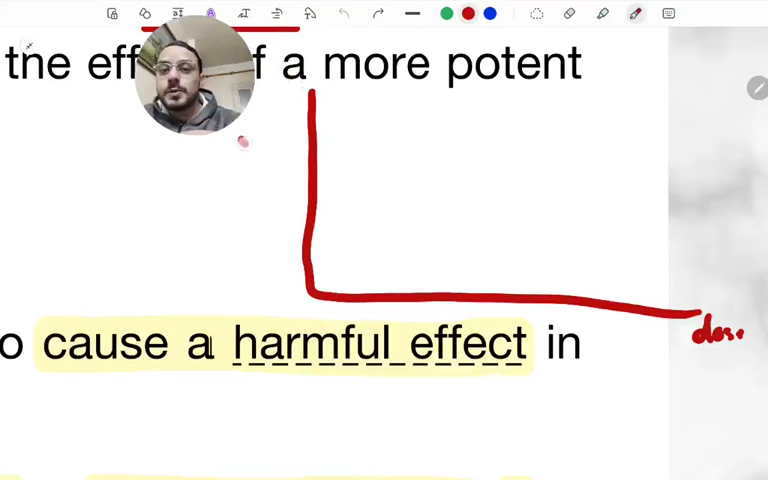 the eff f a more potent
o cause a harmful effect in